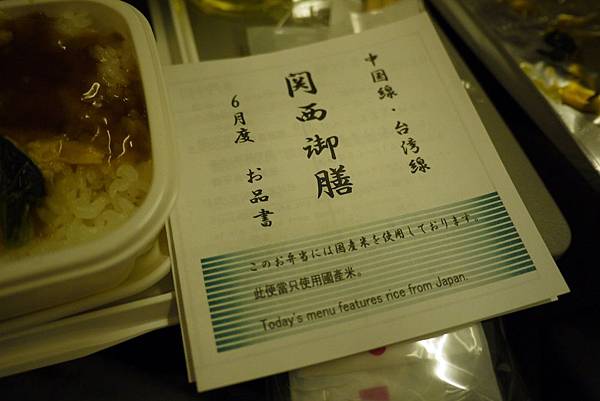 中国線・台湾線
関西御膳
6月度 お品書
このお弁当には国産米を使用しております。
此便當只使用國產米。
Today's menu features rice from Japan.